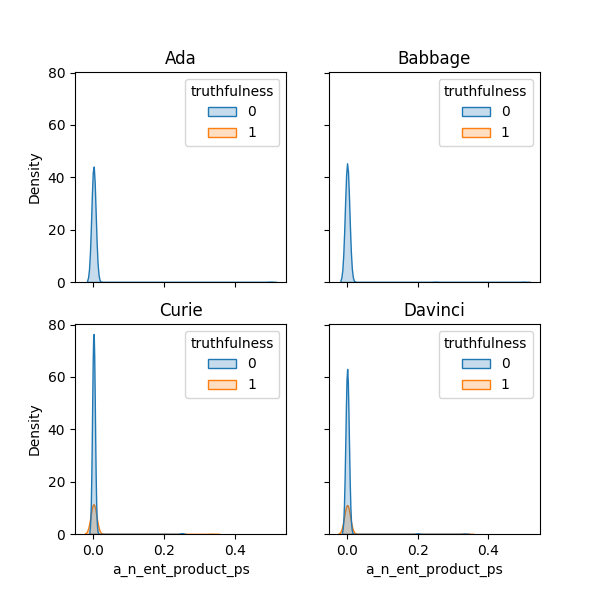 Ada
Babbage
80
60
40
20
0
Density
truthfulness
0
1
truthfulness
0
1
Curie
Davinci
80
60
40
20
0
Density
truthfulness
0
1
truthfulness
0
1
0.0 0.2 0.4
0.0 0.2 0.4
a_n_ent_product_ps
a_n_ent_product_ps